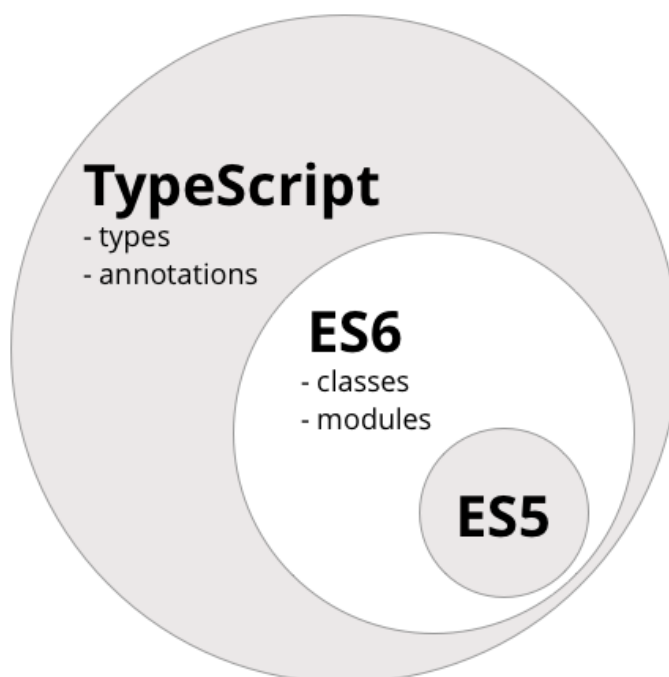 TypeScript
- types
- annotations
ES6
- classes
- modules
ES5